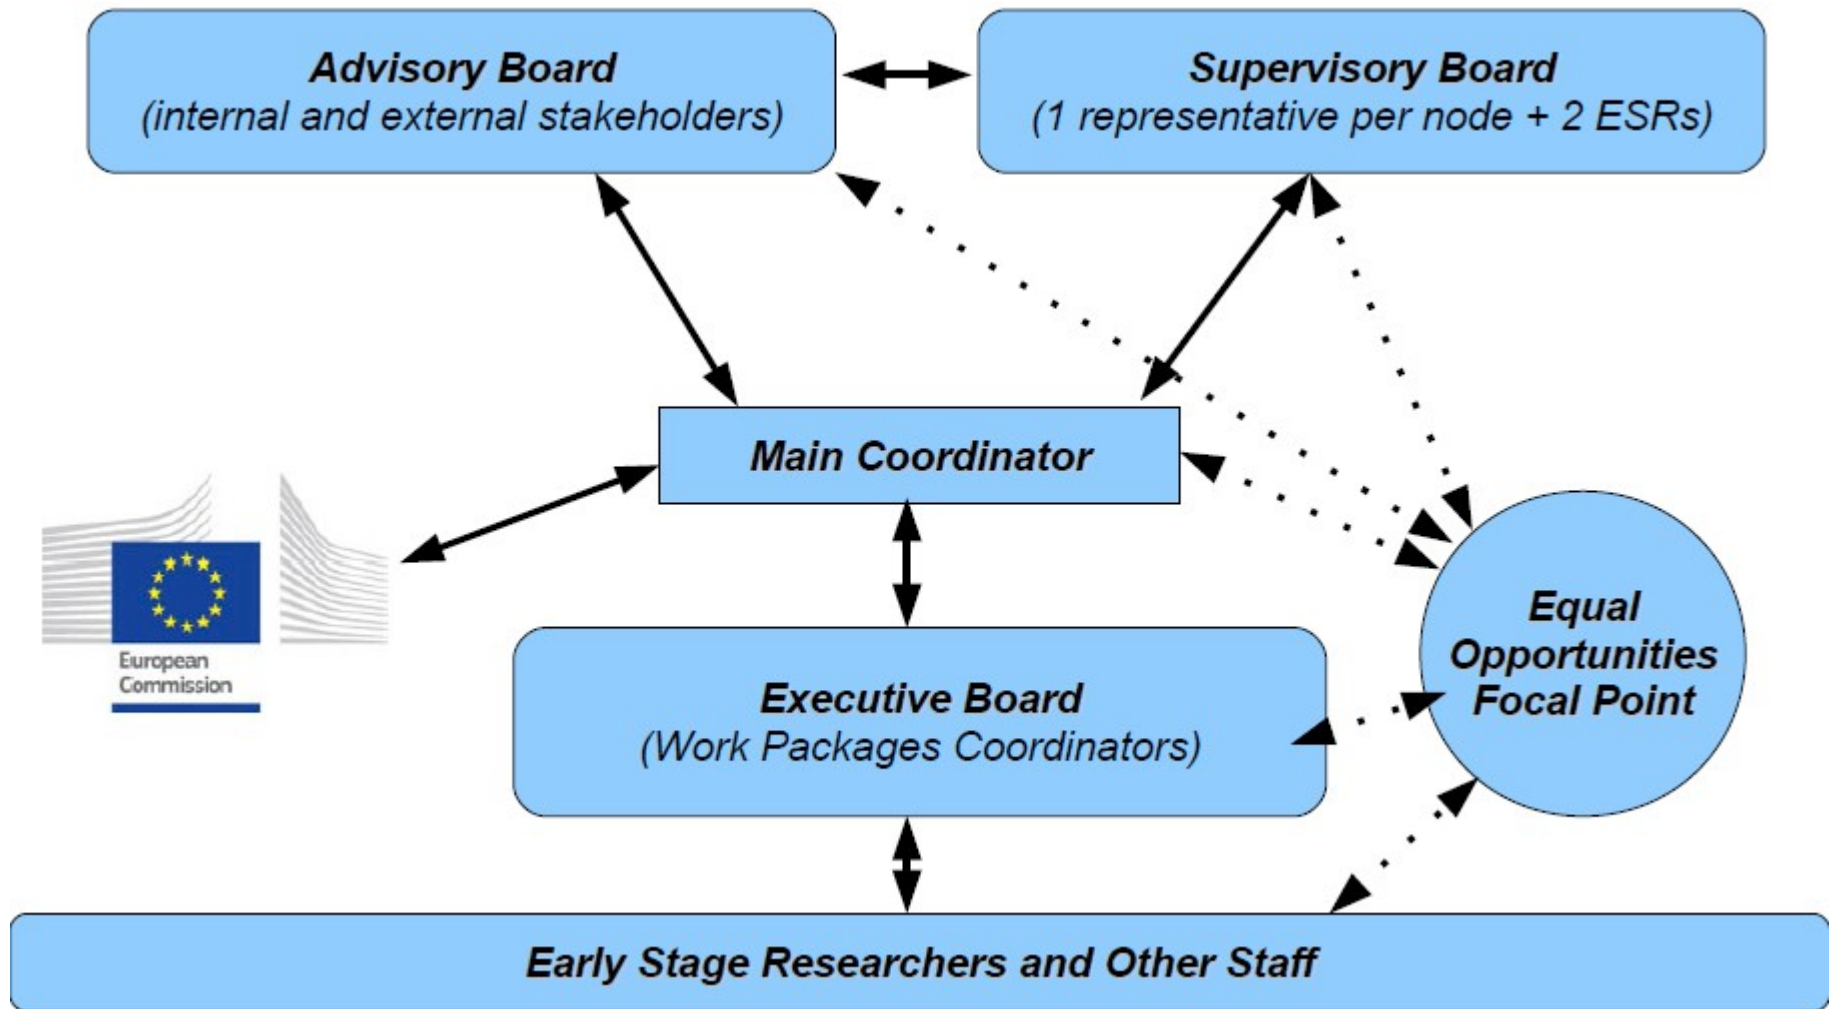 Advisory Board
(internal and external stakeholders)
Supervisory Board
(1 representative per node + 2 ESRs)
Main Coordinator
European
Commission
Equal
Opportunities
Focal Point
Executive Board
(Work Packages Coordinators)
Early Stage Researchers and Other Staff